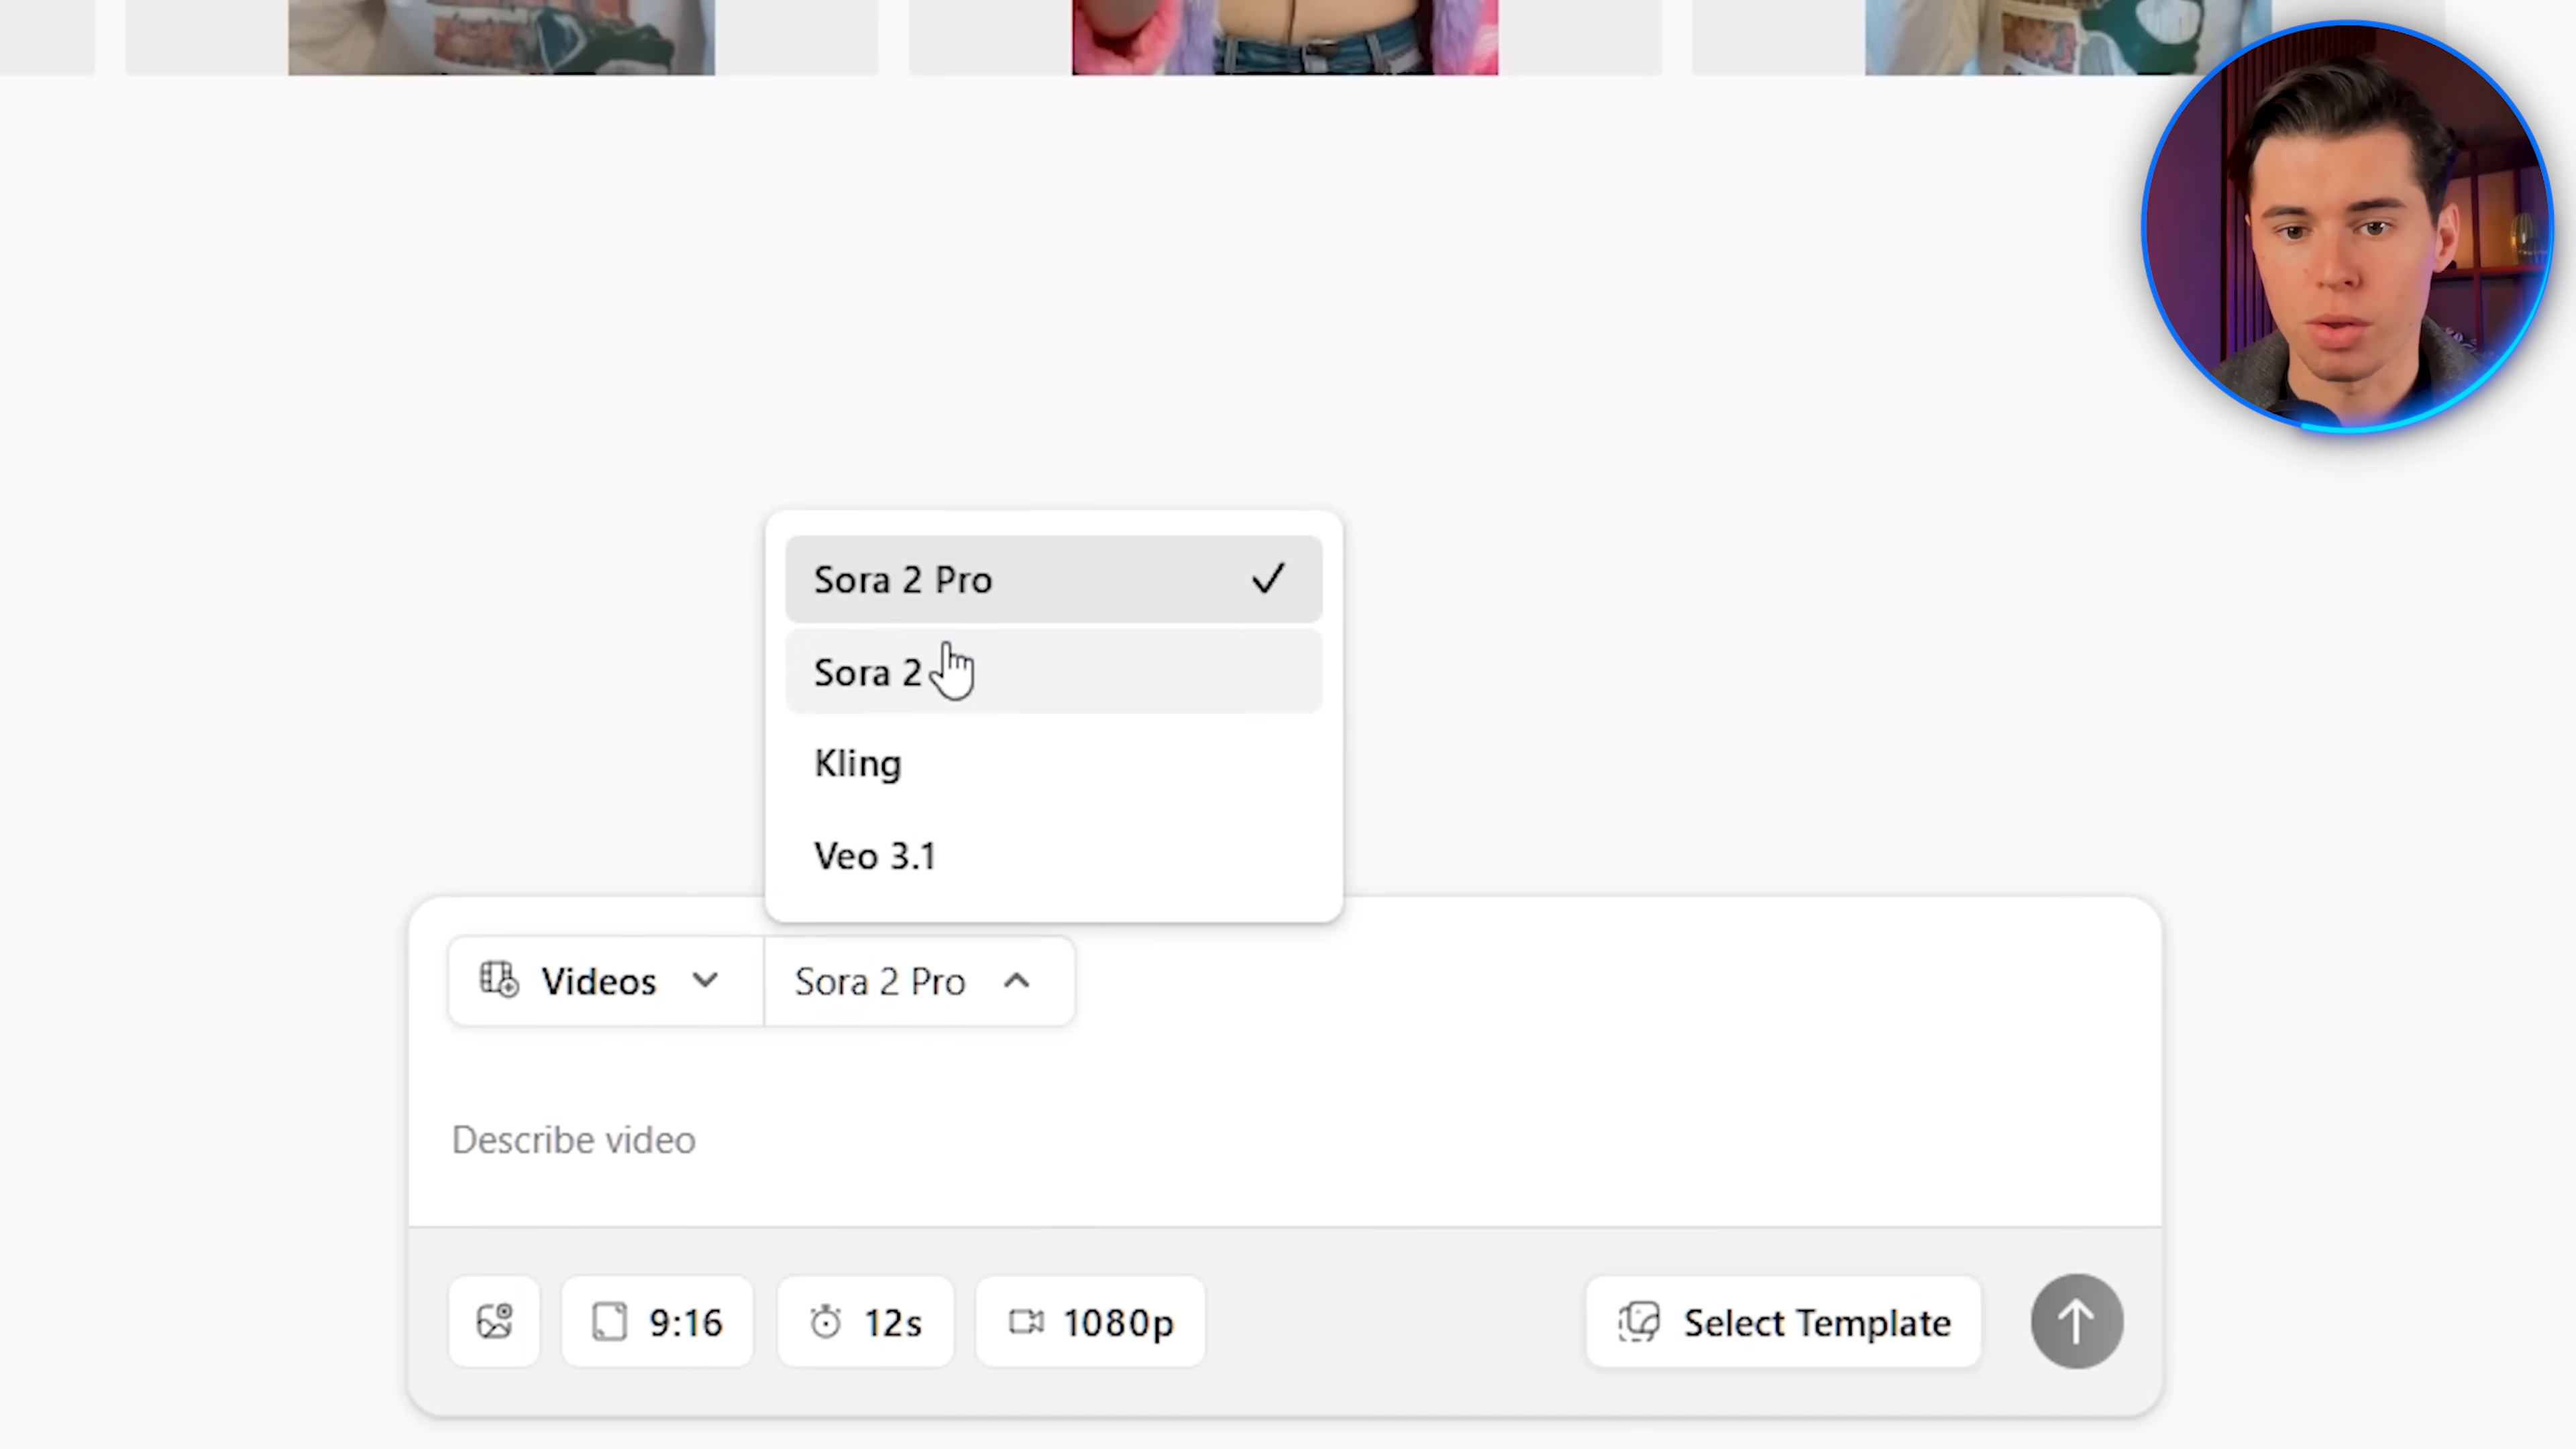 Sora 2 Pro
Sora 2
Kling
Veo 3.1
Videos
Sora 2 Pro
Describe video
9:16
12s
1080p
Select Template